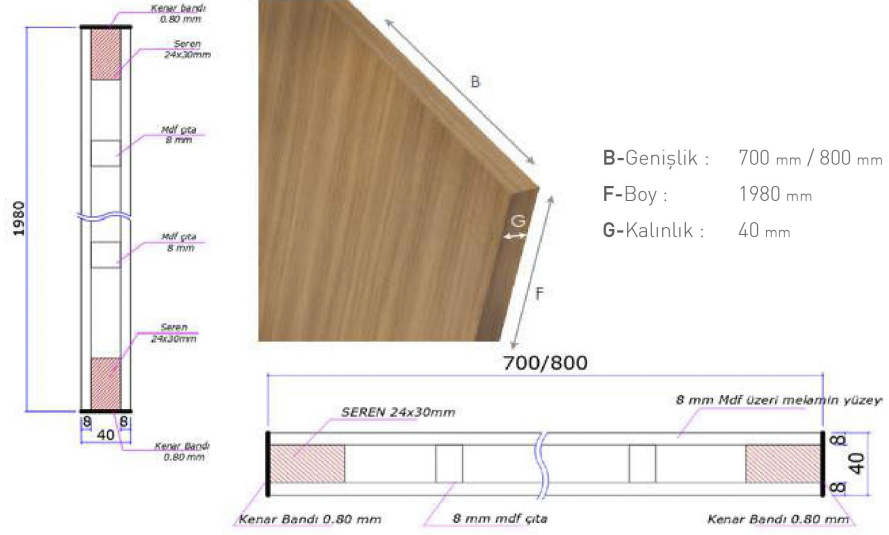 Kenar bandı
0.80 mm
Seren
24x30mm
Mdf çıta
8 mm
1980
Mdf çıta
8 mm
Seren
24x30mm
8 8
40
Kenar Bandı
0.80 mm
B
G
F
B-Genişlik : 700 mm / 800 mm
F-Boy : 1980 mm
G-Kalınlık : 40 mm
700/800
SEREN 24x30mm
8 mm Mdf üzeri melamin yüzey
8
40
8
Kenar Bandı 0.80 mm
8 mm mdf çıta
Kenar Bandı 0.80 mm